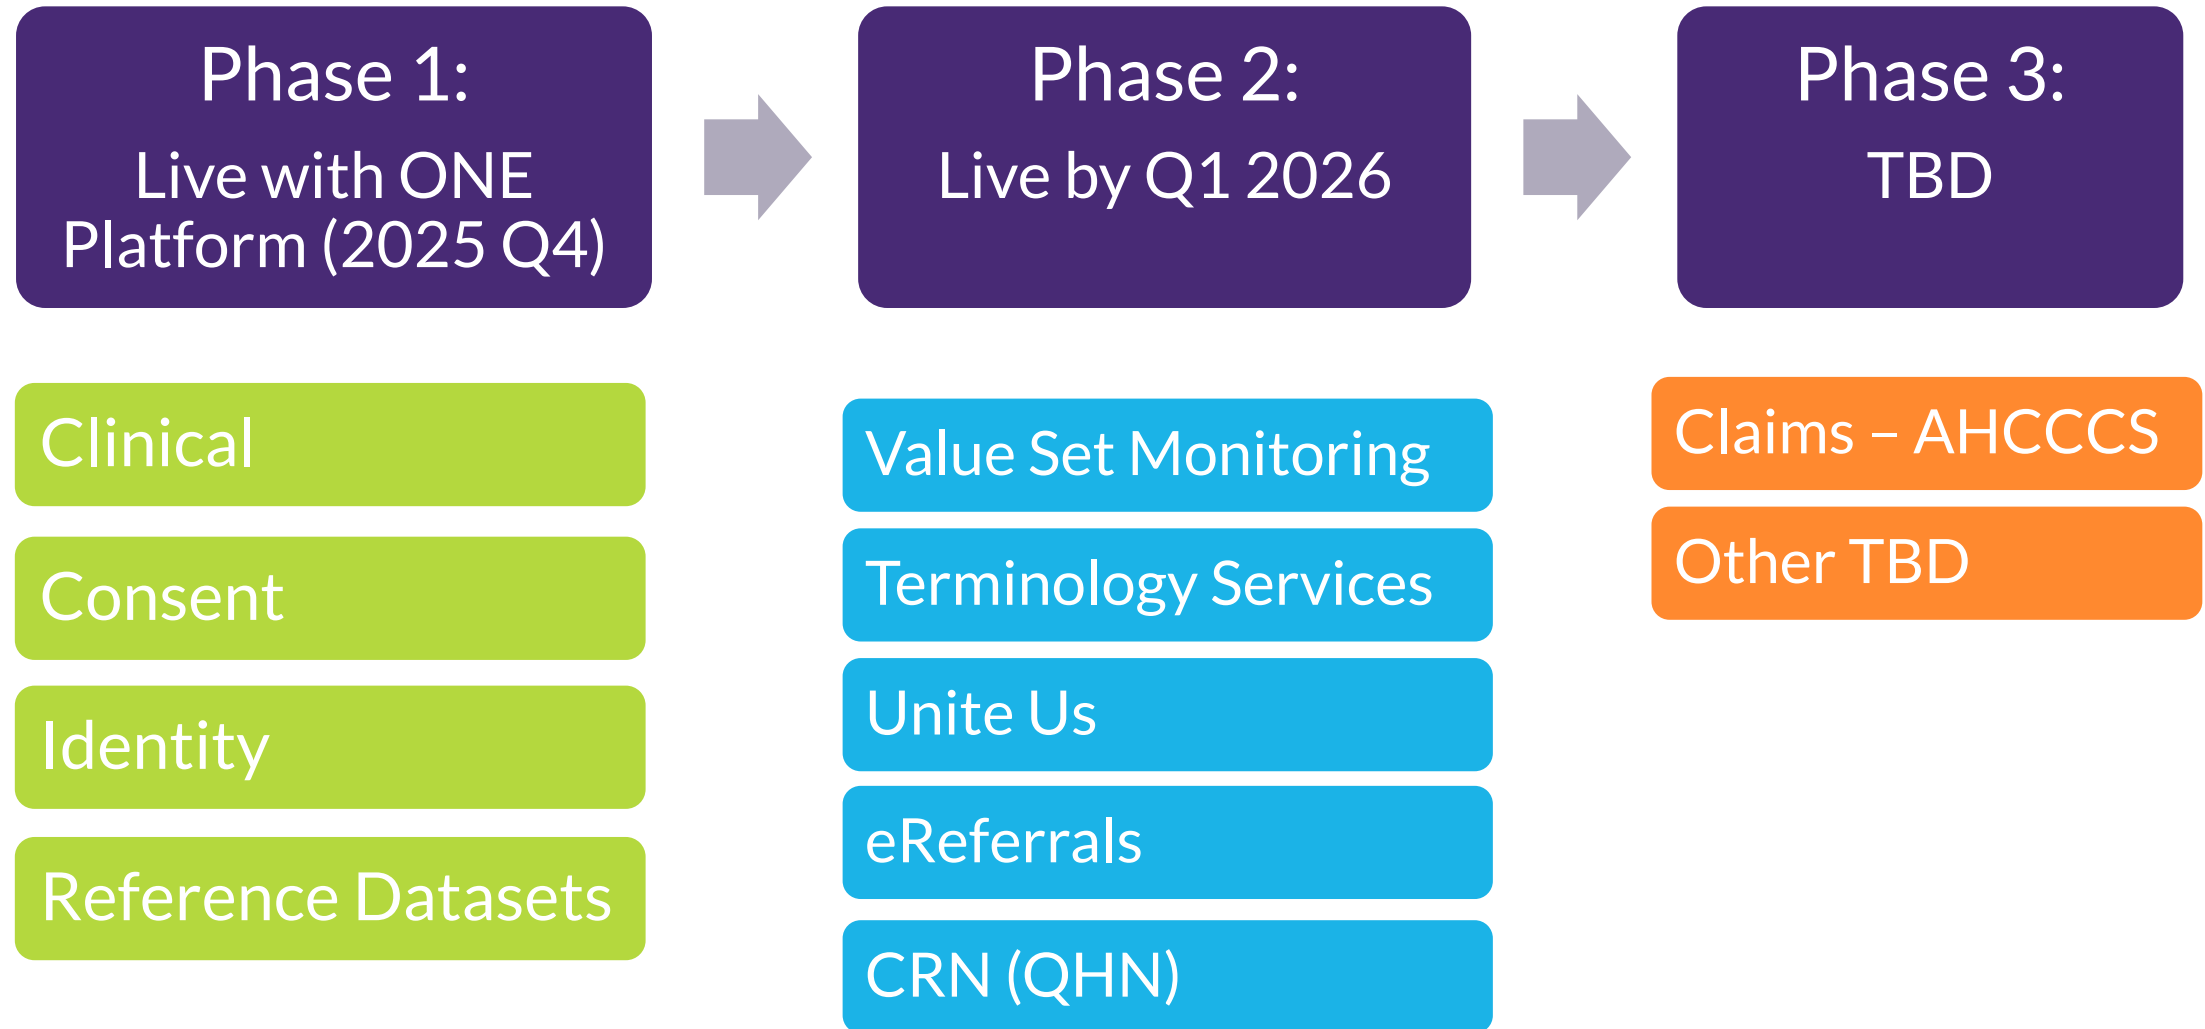 Phase 1:
Live with ONE
Platform (2025 Q4)
Phase 2:
Live by Q1 2026
Phase 3:
TBD
Clinical
Consent
Identity
Reference Datasets
Value Set Monitoring
Terminology Services
Unite Us
eReferrals
CRN (QHN)
Claims – AHCCCS
Other TBD